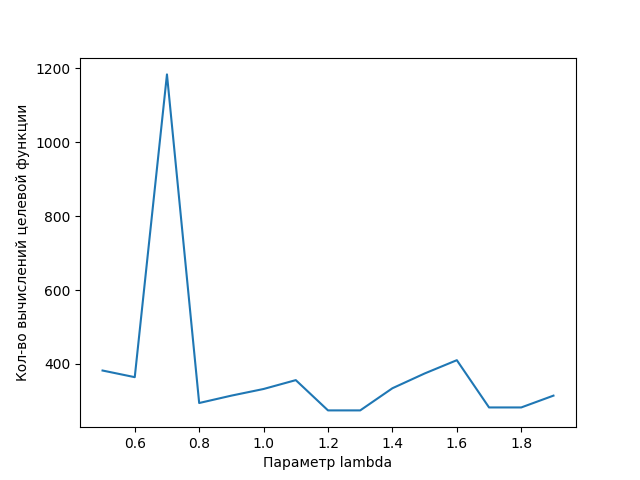 Кол-во вычислений целевой функции
1200
1000
800
600
400
0.6 0.8 1.0 1.2 1.4 1.6 1.8
Параметр lambda